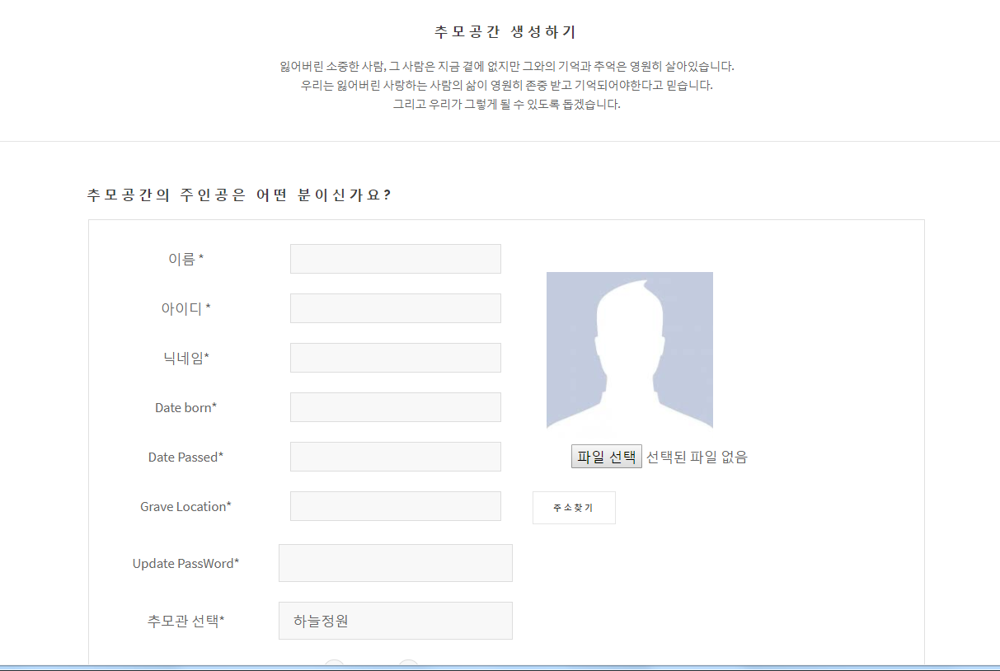 추모공간 생성하기
잃어버린 소중한 사람, 그 사람은 지금 곁에 없지만 그와의 기억과 추억은 영원히 살아있습니다.
우리는 잃어버린 사랑하는 사람의 삶이 영원히 존중 받고 기억되어야한다고 믿습니다.
그리고 우리가 그렇게 될 수 있도록 돕겠습니다.
추모공간의 주인공은 어떤 분이신가요?
이름 *
아이디 *
닉네임*
Date born*
Date Passed*
파일 선택 선택된 파일 없음
Grave Location*
주소찾기
Update PassWord*
추모관 선택*
하늘정원